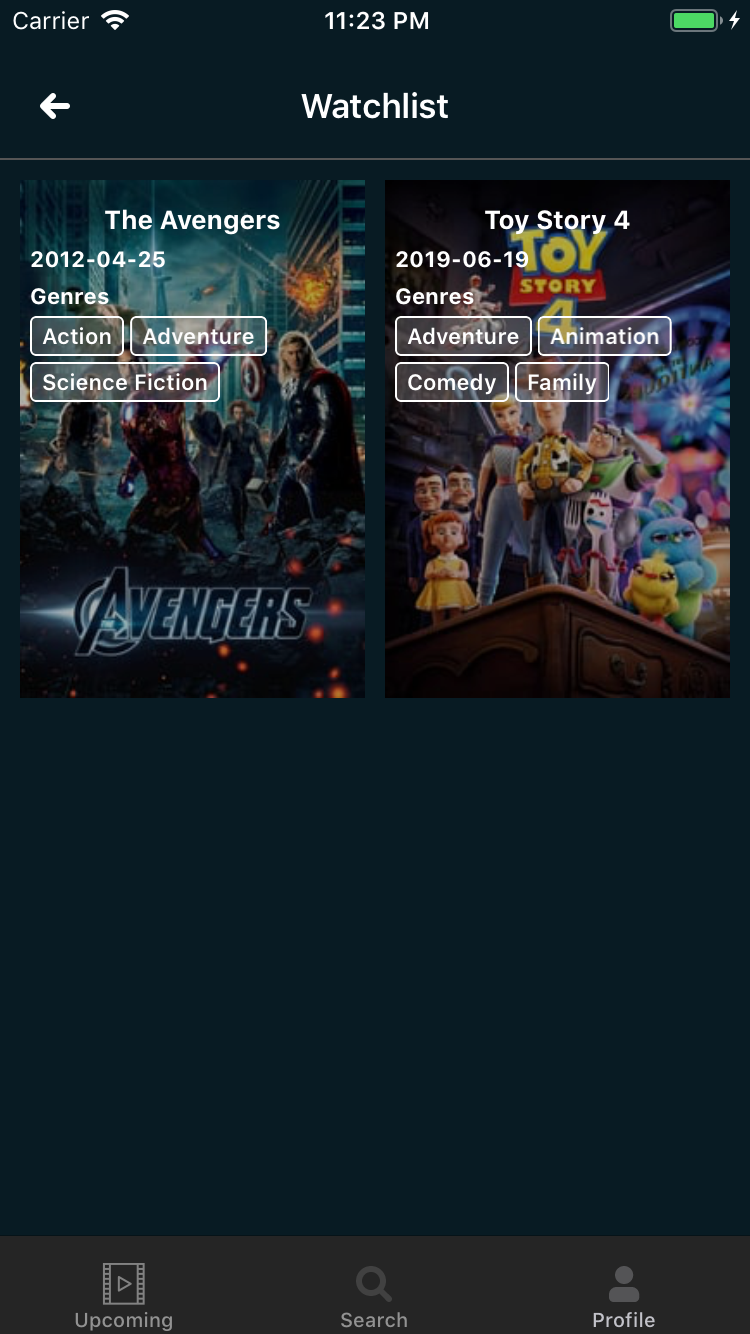 Carrier 11:23 PM
Watchlist
The Avengers
2012-04-25
Genres
Action Adventure
Science Fiction
AVENGERS
Toy Story 4
2019-06-19
TOY
STORY
4
Genres
Adventure Animation
Comedy Family
Upcoming Search Profile